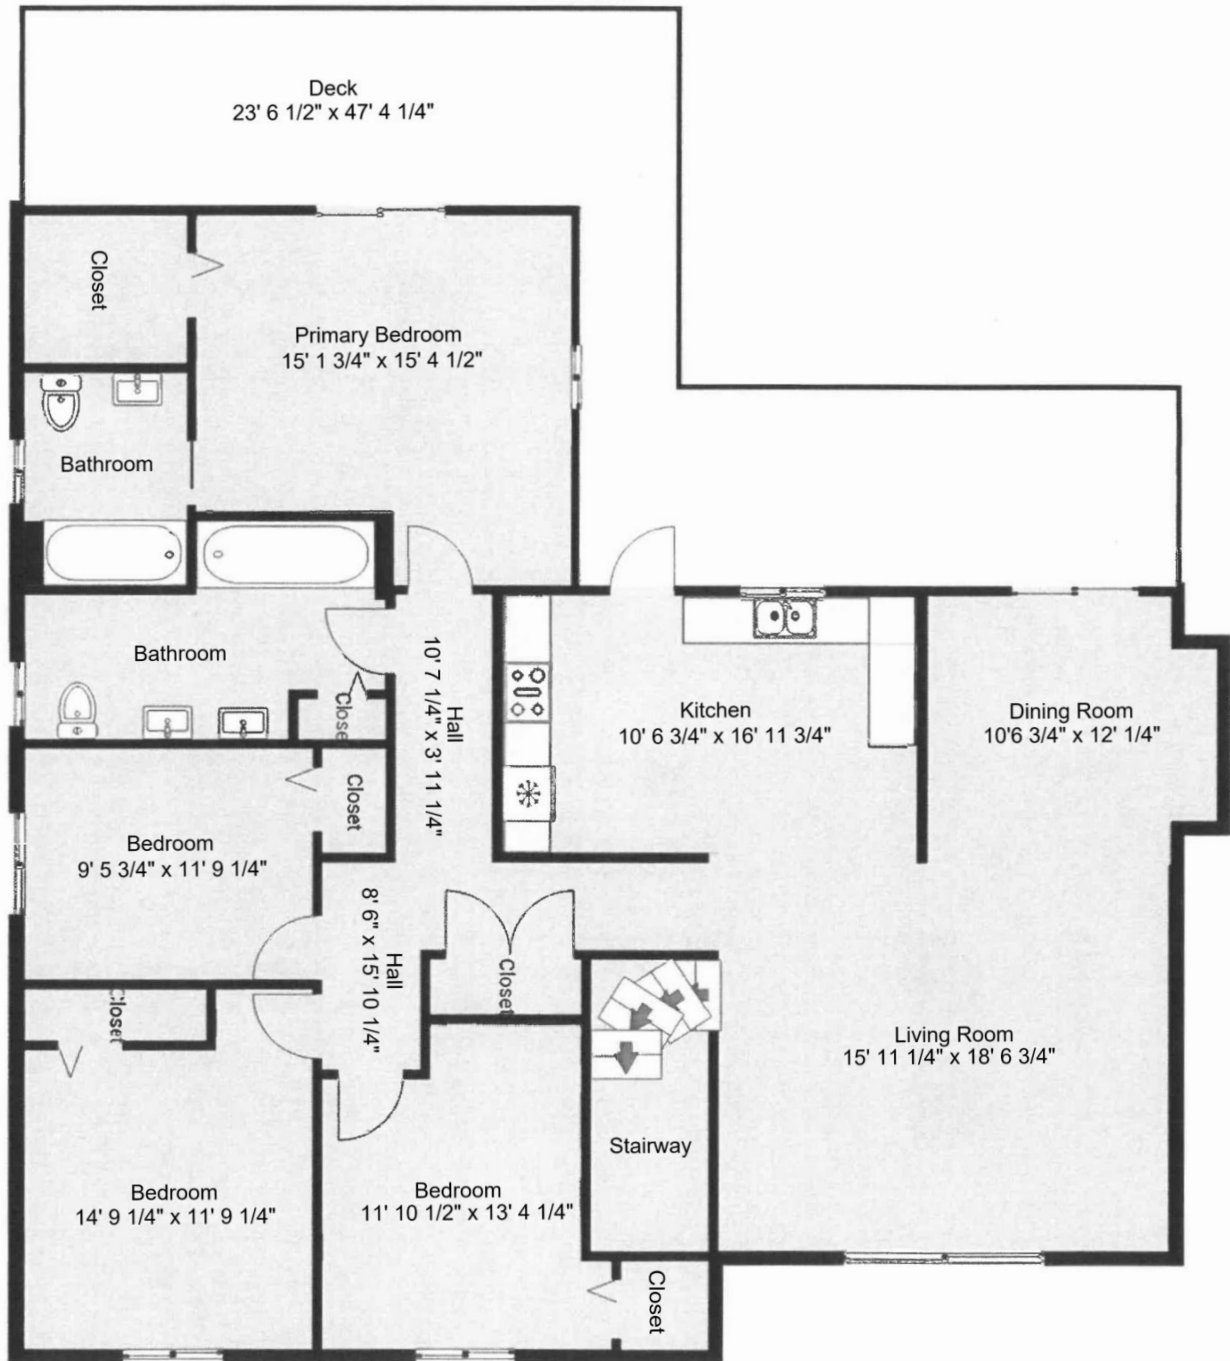 Deck
23' 6 1/2" x 47' 4 1/4"
Closet
Primary Bedroom
15' 1 3/4" x 15' 4 1/2"
Bathroom
Bathroom
Close
Hall
10' 7 1/4" x 3' 11 1/4"
Kitchen
10' 6 3/4" x 16' 11 3/4"
Dining Room
10'6 3/4" x 12' 1/4"
Closet
Bedroom
9' 5 3/4" x 11' 9 1/4"
Hall
8' 6" x 15' 10 1/4"
Closet
Closet
Living Room
15' 11 1/4" x 18' 6 3/4"
Stairway
Bedroom
14' 9 1/4" x 11' 9 1/4"
Bedroom
11' 10 1/2" x 13' 4 1/4"
Closet